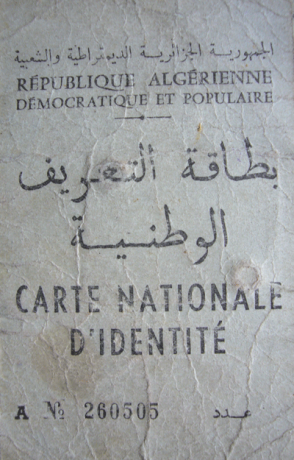 الجمهورية الجزائرية الديمقراطية والشعبية
RÉPUBLIQUE ALGÉRIENNE
DÉMOCRATIQUE ET POPULAIRE
بطاقة التعريف
الوطنية
CARTE NATIONALE
D'IDENTITÉ
A № 260505 عدد